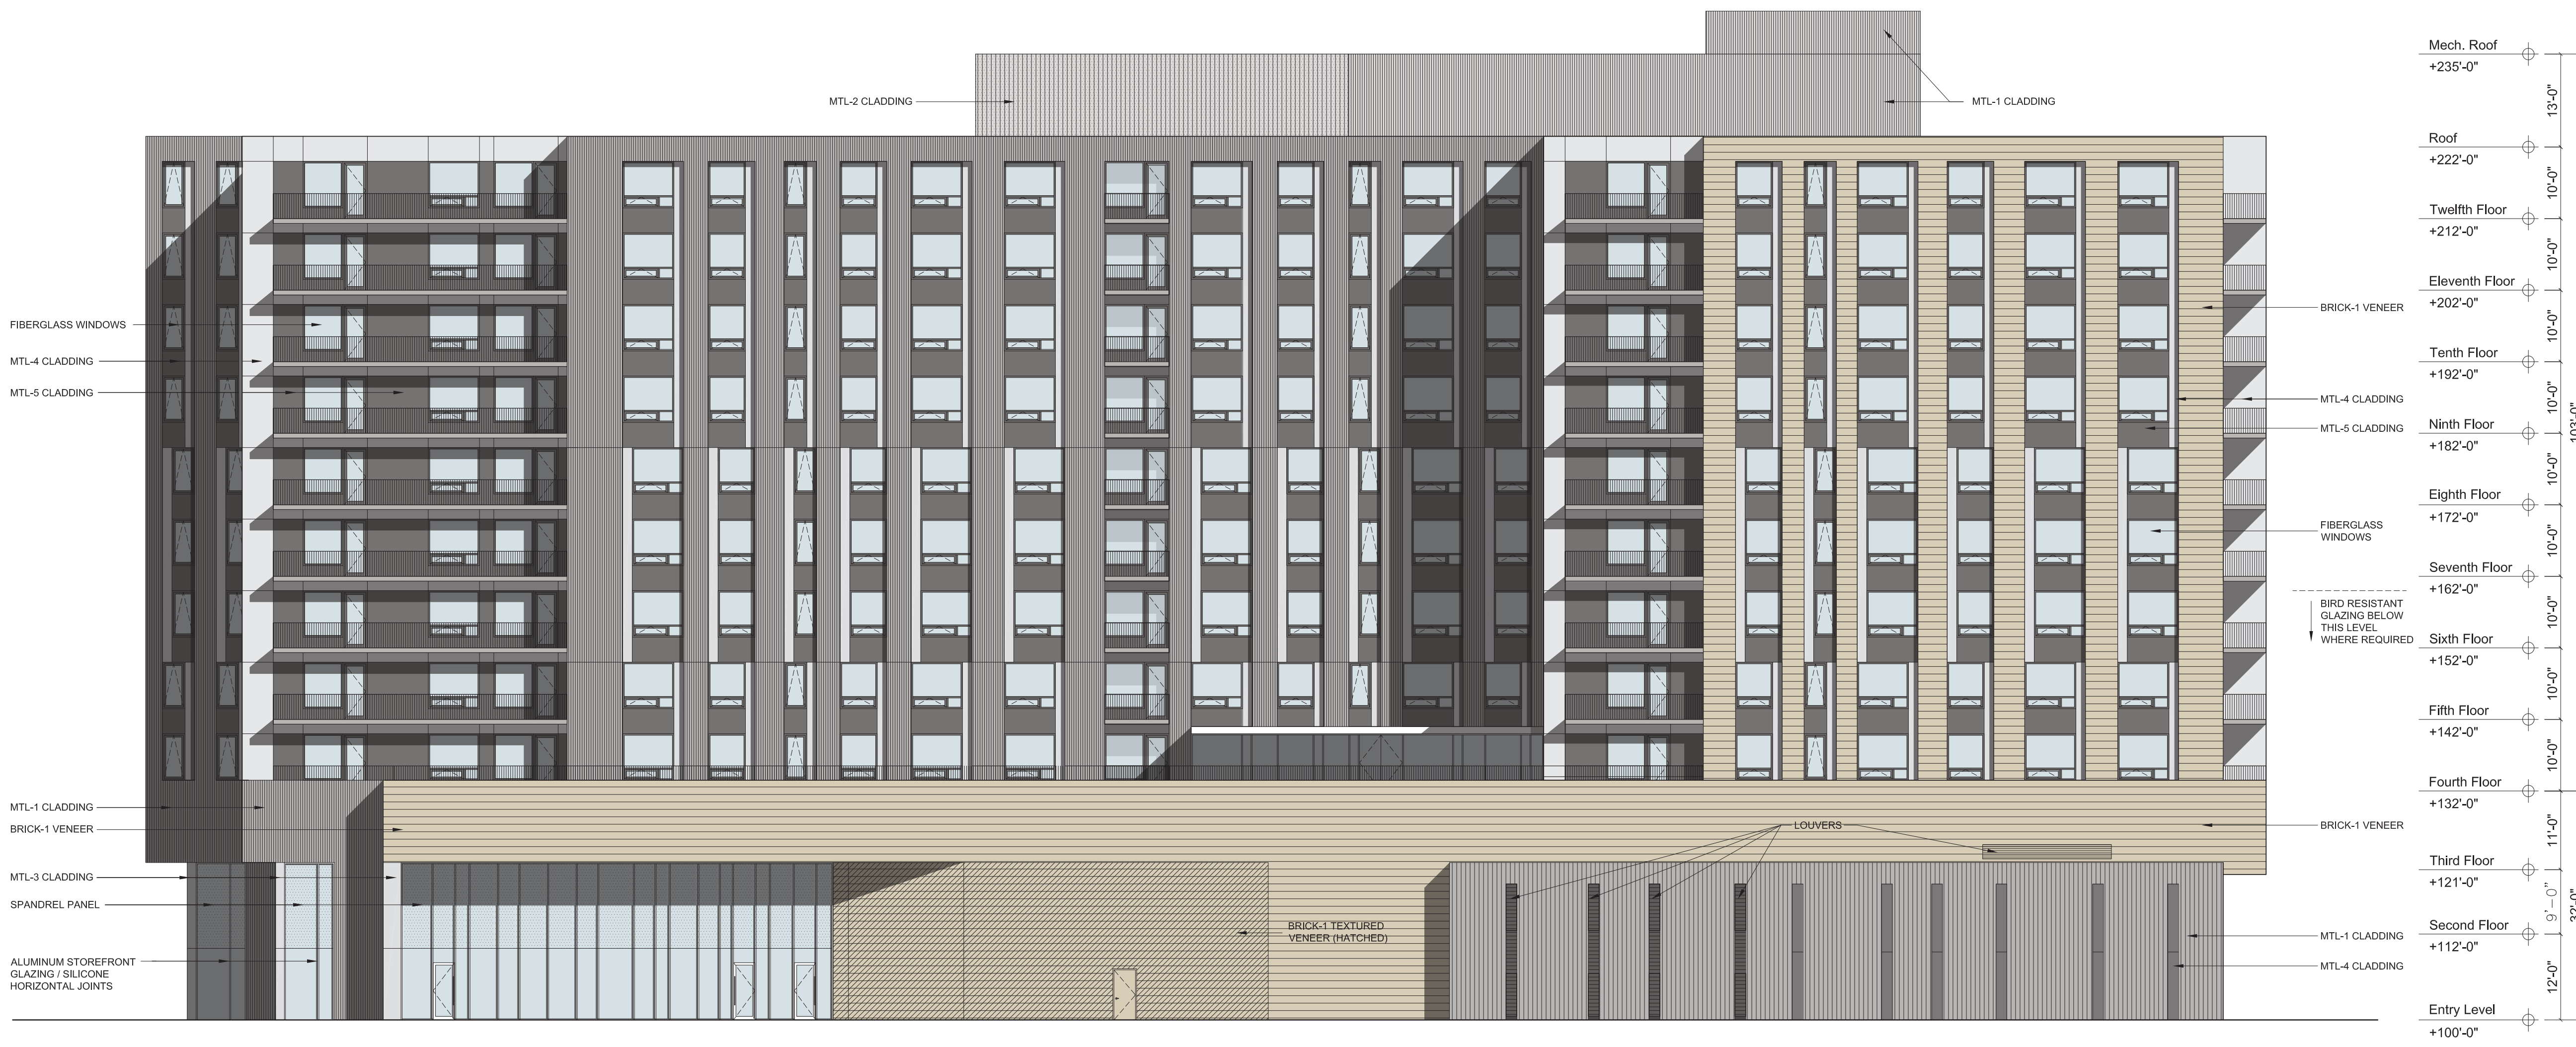 MTL-2 CLADDING
MTL-1 CLADDING
FIBERGLASS WINDOWS
MTL-4 CLADDING
MTL-5 CLADDING
MTL-1 CLADDING
BRICK-1 VENEER
MTL-3 CLADDING
SPANDREL PANEL
ALUMINUM STOREFRONT
GLAZING / SILICONE
HORIZONTAL JOINTS
LOUVERS
BRICK-1 TEXTURED
VENEER (HATCHED)
BRICK-1 VENEER
MTL-4 CLADDING
MTL-5 CLADDING
FIBERGLASS
WINDOWS
BIRD RESISTANT
GLAZING BELOW
THIS LEVEL
WHERE REQUIRED
BRICK-1 VENEER
MTL-1 CLADDING
MTL-4 CLADDING
Mech. Roof
+235'-0"
Roof
+222'-0"
Twelfth Floor
+212'-0"
Eleventh Floor
+202'-0"
Tenth Floor
+192'-0"
Ninth Floor
+182'-0"
Eighth Floor
+172'-0"
Seventh Floor
+162'-0"
Sixth Floor
+152'-0"
Fifth Floor
+142'-0"
Fourth Floor
+132'-0"
Third Floor
+121'-0"
Second Floor
+112'-0"
Entry Level
+100'-0"
13'-0"
10'-0"
10'-0"
10'-0"
10'-0"
10'-0"
10'-0"
10'-0"
10'-0"
10'-0"
11'-0"
9'-0"
12'-0"
103'-0"
32'-0"